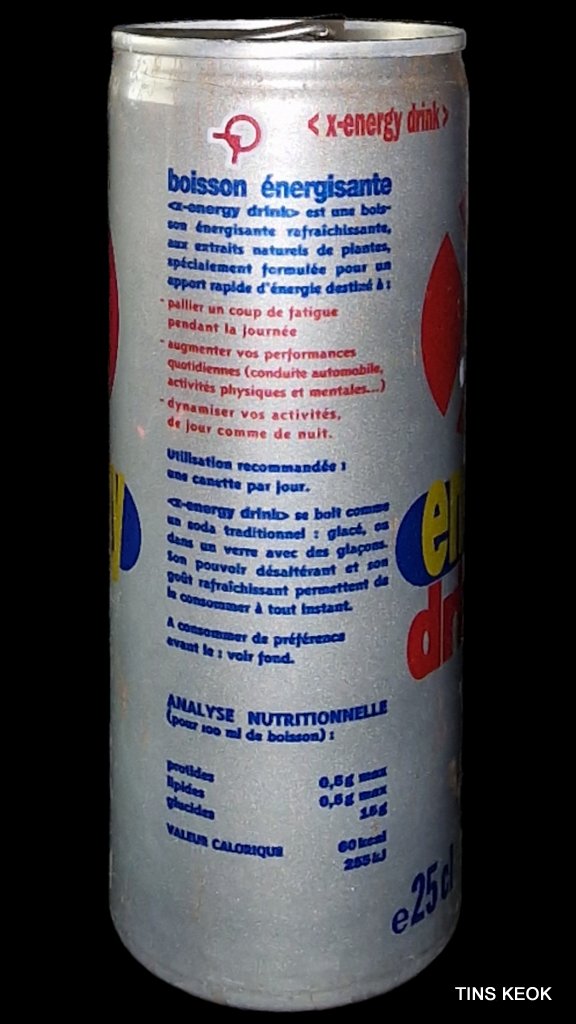 < x-energy drink >
boisson énergisante
<x-energy drink> est une bois-
son énergisante rafraîchissante,
aux extraits naturels de plantes,
spécialement formulée pour un
apport rapide d'énergie destiné à :
- pallier un coup de fatigue
pendant la journée
- augmenter vos performances
quotidiennes (conduite automobile,
activités physiques et mentales...)
- dynamiser vos activités,
de jour comme de nuit.
Utilisation recommandée :
une canette par jour.
<x-energy drink> se boit comme
un soda traditionnel : glacé, ou
dans un verre avec des glaçons.
Son pouvoir désaltérant et son
goût rafraîchissant permettent de
le consommer à tout instant.
A consommer de préférence
avant le : voir fond.
ANALYSE NUTRITIONNELLE
(pour 100 ml de boisson) :
protides 0,5g max
lipides 0,5g max
glucides 15g
VALEUR CALORIQUE 60 kcal
255 kJ
e 25 cl
y
en
dri
TINS KEOK